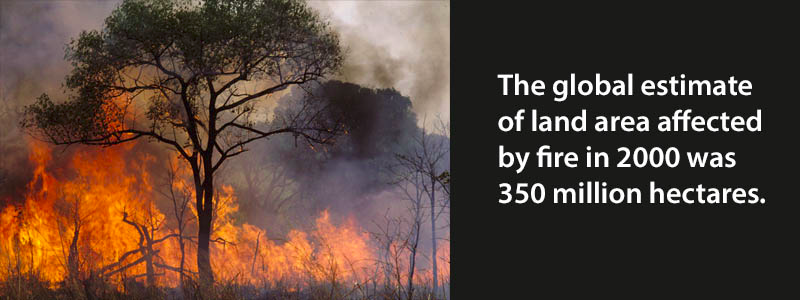 The global estimate
of land area affected
by fire in 2000 was
350 million hectares.